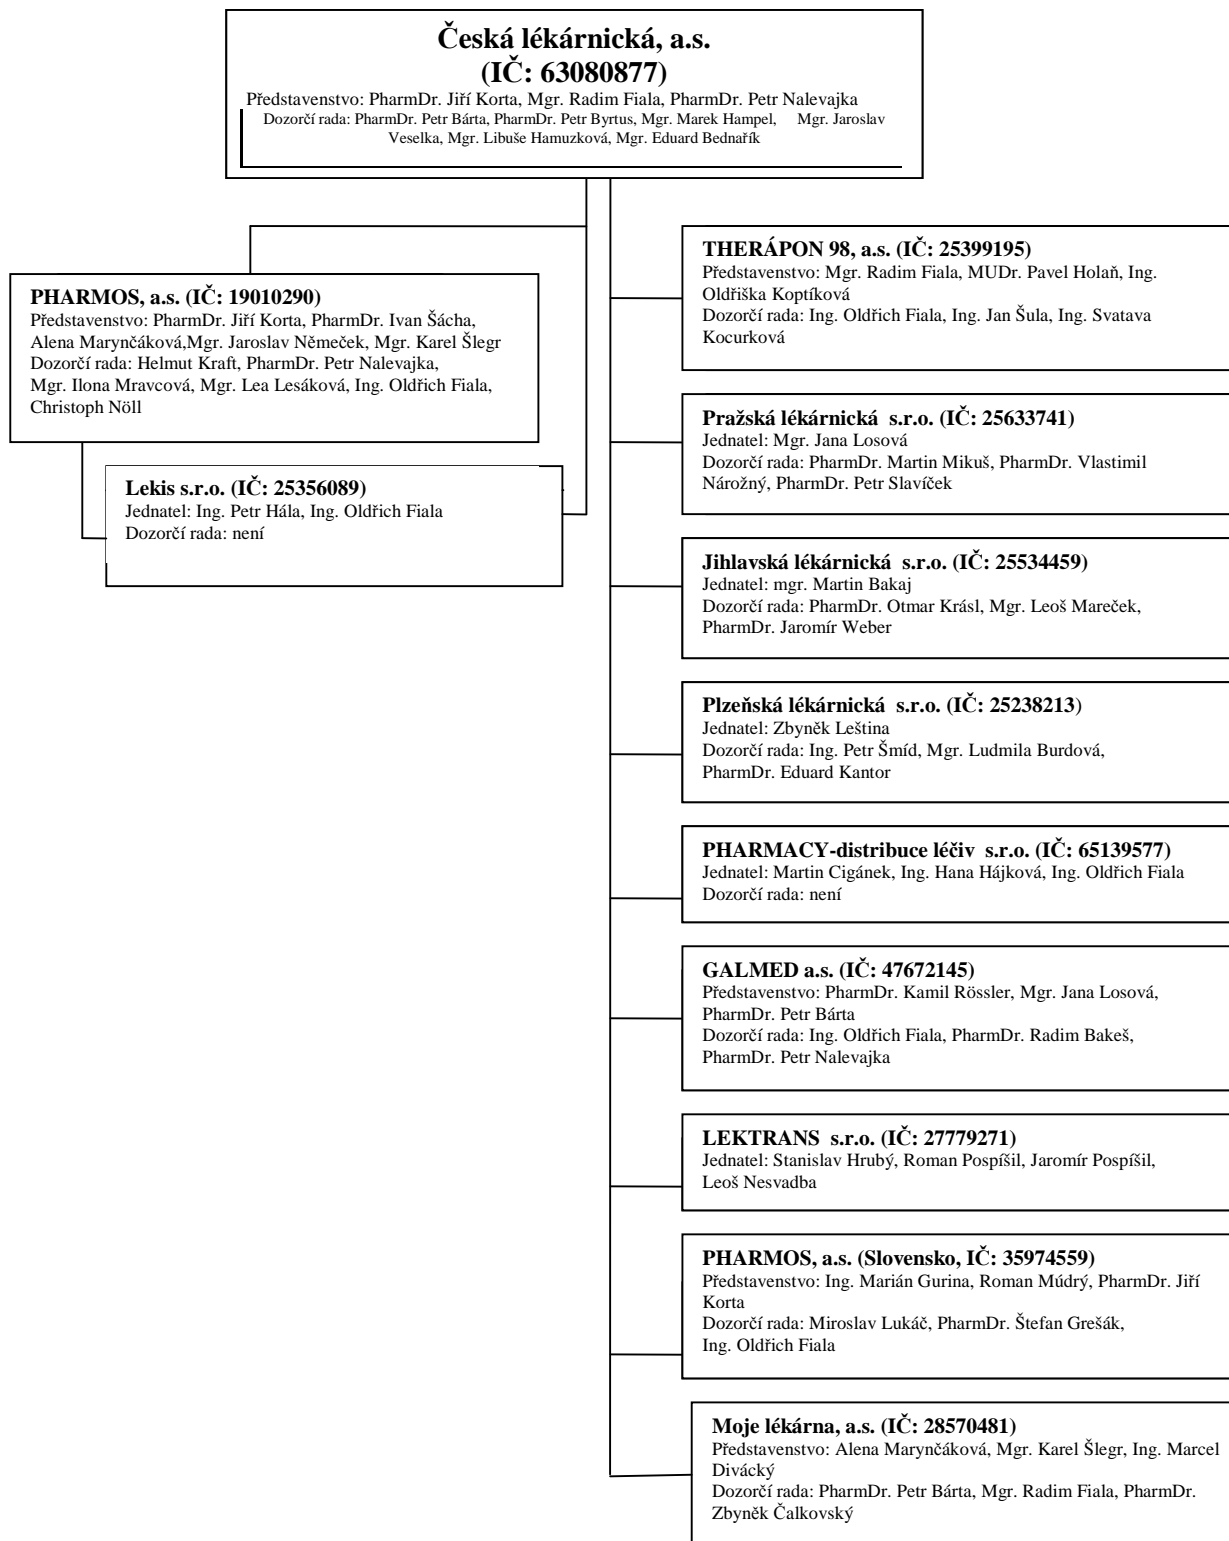 Česká lékárnická, a.s.
(IČ: 63080877)
Představenstvo: PharmDr. Jiří Korta, Mgr. Radim Fiala, PharmDr. Petr Nalevajka
Dozorčí rada: PharmDr. Petr Bárta, PharmDr. Petr Byrtus, Mgr. Marek Hampel, Mgr. Jaroslav
Veselka, Mgr. Libuše Hamuzková, Mgr. Eduard Bednařík
PHARMOS, a.s. (IČ: 19010290)
Představenstvo: PharmDr. Jiří Korta, PharmDr. Ivan Šácha,
Alena Marynčáková,Mgr. Jaroslav Němeček, Mgr. Karel Šlegr
Dozorčí rada: Helmut Kraft, PharmDr. Petr Nalevajka,
Mgr. Ilona Mravcová, Mgr. Lea Lesáková, Ing. Oldřich Fiala,
Christoph Nöll
Lekis s.r.o. (IČ: 25356089)
Jednatel: Ing. Petr Hála, Ing. Oldřich Fiala
Dozorčí rada: není
THERÁPON 98, a.s. (IČ: 25399195)
Představenstvo: Mgr. Radim Fiala, MUDr. Pavel Holaň, Ing.
Oldřiška Koptíková
Dozorčí rada: Ing. Oldřich Fiala, Ing. Jan Šula, Ing. Svatava
Kocurková
Pražská lékárnická s.r.o. (IČ: 25633741)
Jednatel: Mgr. Jana Losová
Dozorčí rada: PharmDr. Martin Mikuš, PharmDr. Vlastimil
Nárožný, PharmDr. Petr Slavíček
Jihlavská lékárnická s.r.o. (IČ: 25534459)
Jednatel: mgr. Martin Bakaj
Dozorčí rada: PharmDr. Otmar Krásl, Mgr. Leoš Mareček,
PharmDr. Jaromír Weber
Plzeňská lékárnická s.r.o. (IČ: 25238213)
Jednatel: Zbyněk Leština
Dozorčí rada: Ing. Petr Šmíd, Mgr. Ludmila Burdová,
PharmDr. Eduard Kantor
PHARMACY-distribuce léčiv s.r.o. (IČ: 65139577)
Jednatel: Martin Cigánek, Ing. Hana Hájková, Ing. Oldřich Fiala
Dozorčí rada: není
GALMED a.s. (IČ: 47672145)
Představenstvo: PharmDr. Kamil Rössler, Mgr. Jana Losová,
PharmDr. Petr Bárta
Dozorčí rada: Ing. Oldřich Fiala, PharmDr. Radim Bakeš,
PharmDr. Petr Nalevajka
LEKTRANS s.r.o. (IČ: 27779271)
Jednatel: Stanislav Hrubý, Roman Pospíšil, Jaromír Pospíšil,
Leoš Nesvadba
PHARMOS, a.s. (Slovensko, IČ: 35974559)
Představenstvo: Ing. Marián Gurina, Roman Múdrý, PharmDr. Jiří
Korta
Dozorčí rada: Miroslav Lukáč, PharmDr. Štefan Grešák,
Ing. Oldřich Fiala
Moje lékárna, a.s. (IČ: 28570481)
Představenstvo: Alena Marynčáková, Mgr. Karel Šlegr, Ing. Marcel
Divácký
Dozorčí rada: PharmDr. Petr Bárta, Mgr. Radim Fiala, PharmDr.
Zbyněk Čalkovský